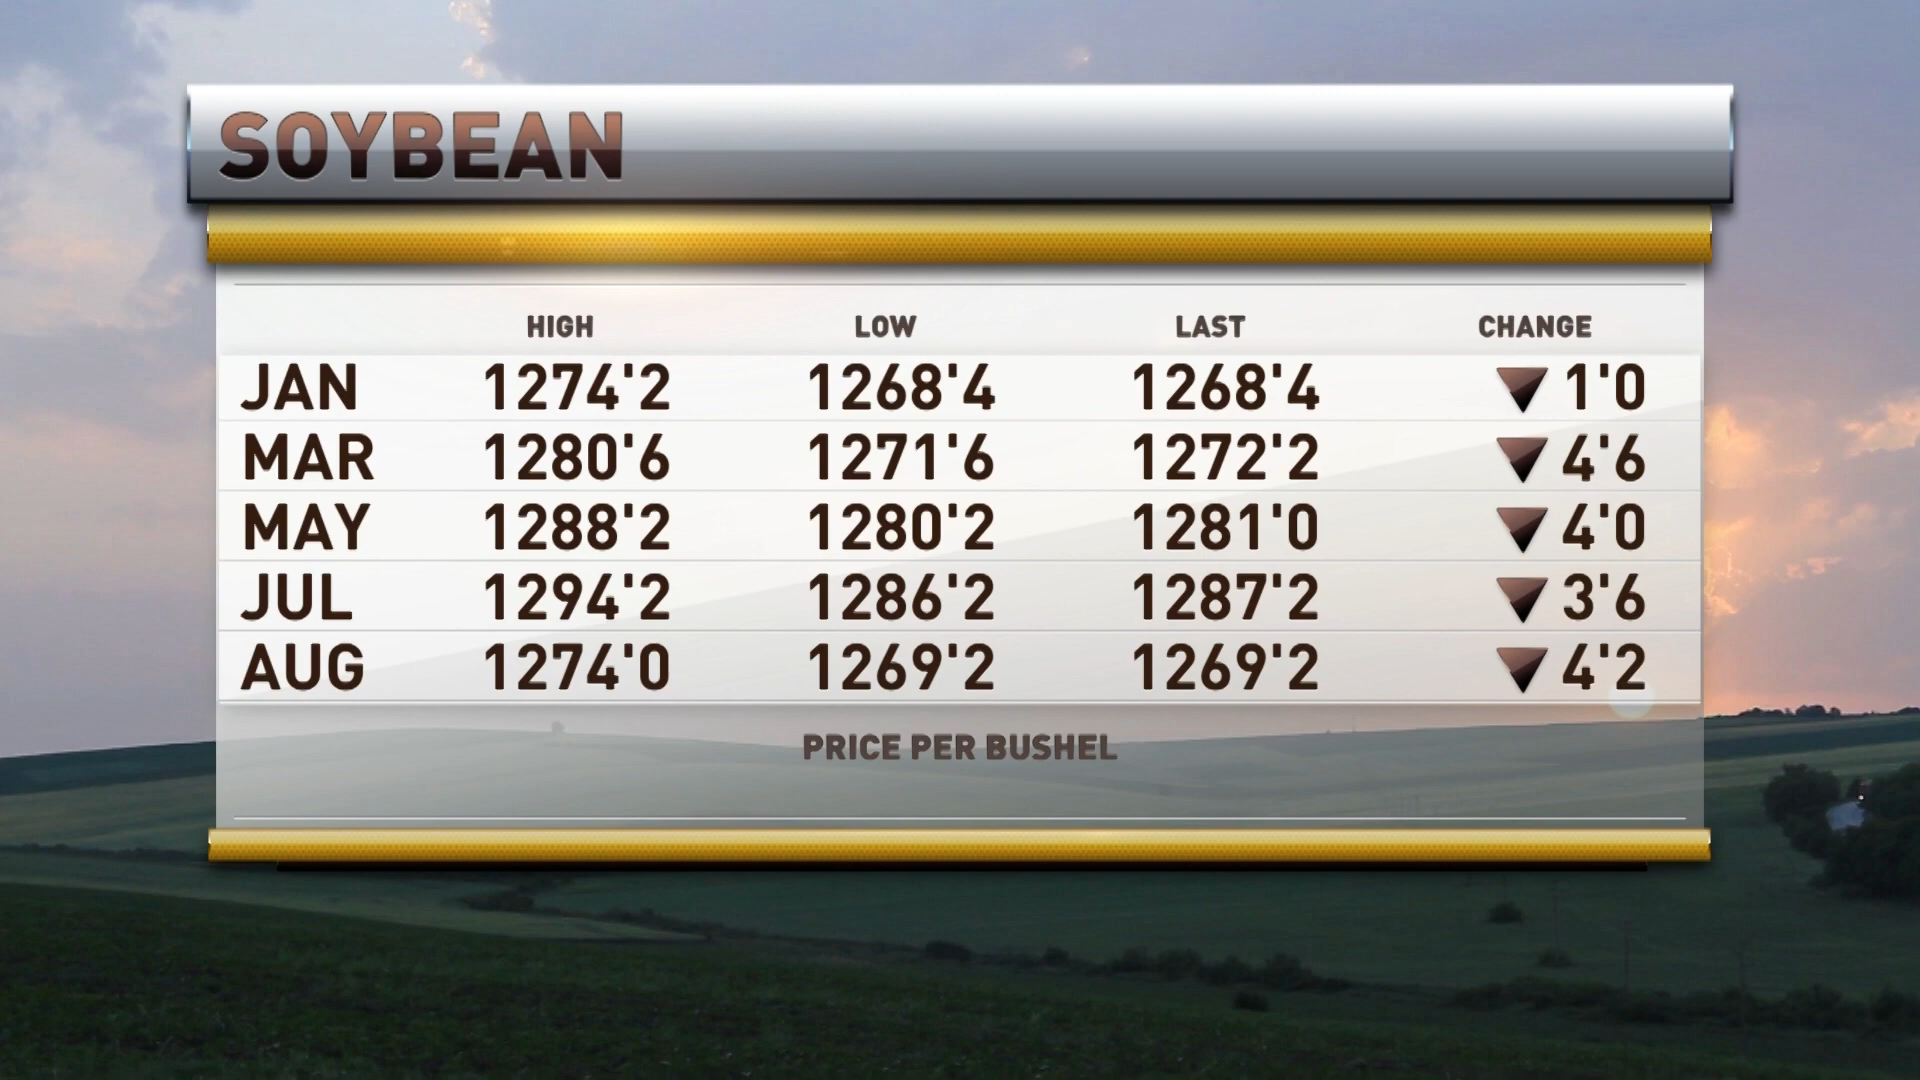 SOYBEAN
HIGH LOW LAST CHANGE
JAN 1274'2 1268'4 1268'4 ▼ 1'0
MAR 1280'6 1271'6 1272'2 ▼ 4'6
MAY 1288'2 1280'2 1281'0 ▼ 4'0
JUL 1294'2 1286'2 1287'2 ▼ 3'6
AUG 1274'0 1269'2 1269'2 ▼ 4'2
PRICE PER BUSHEL